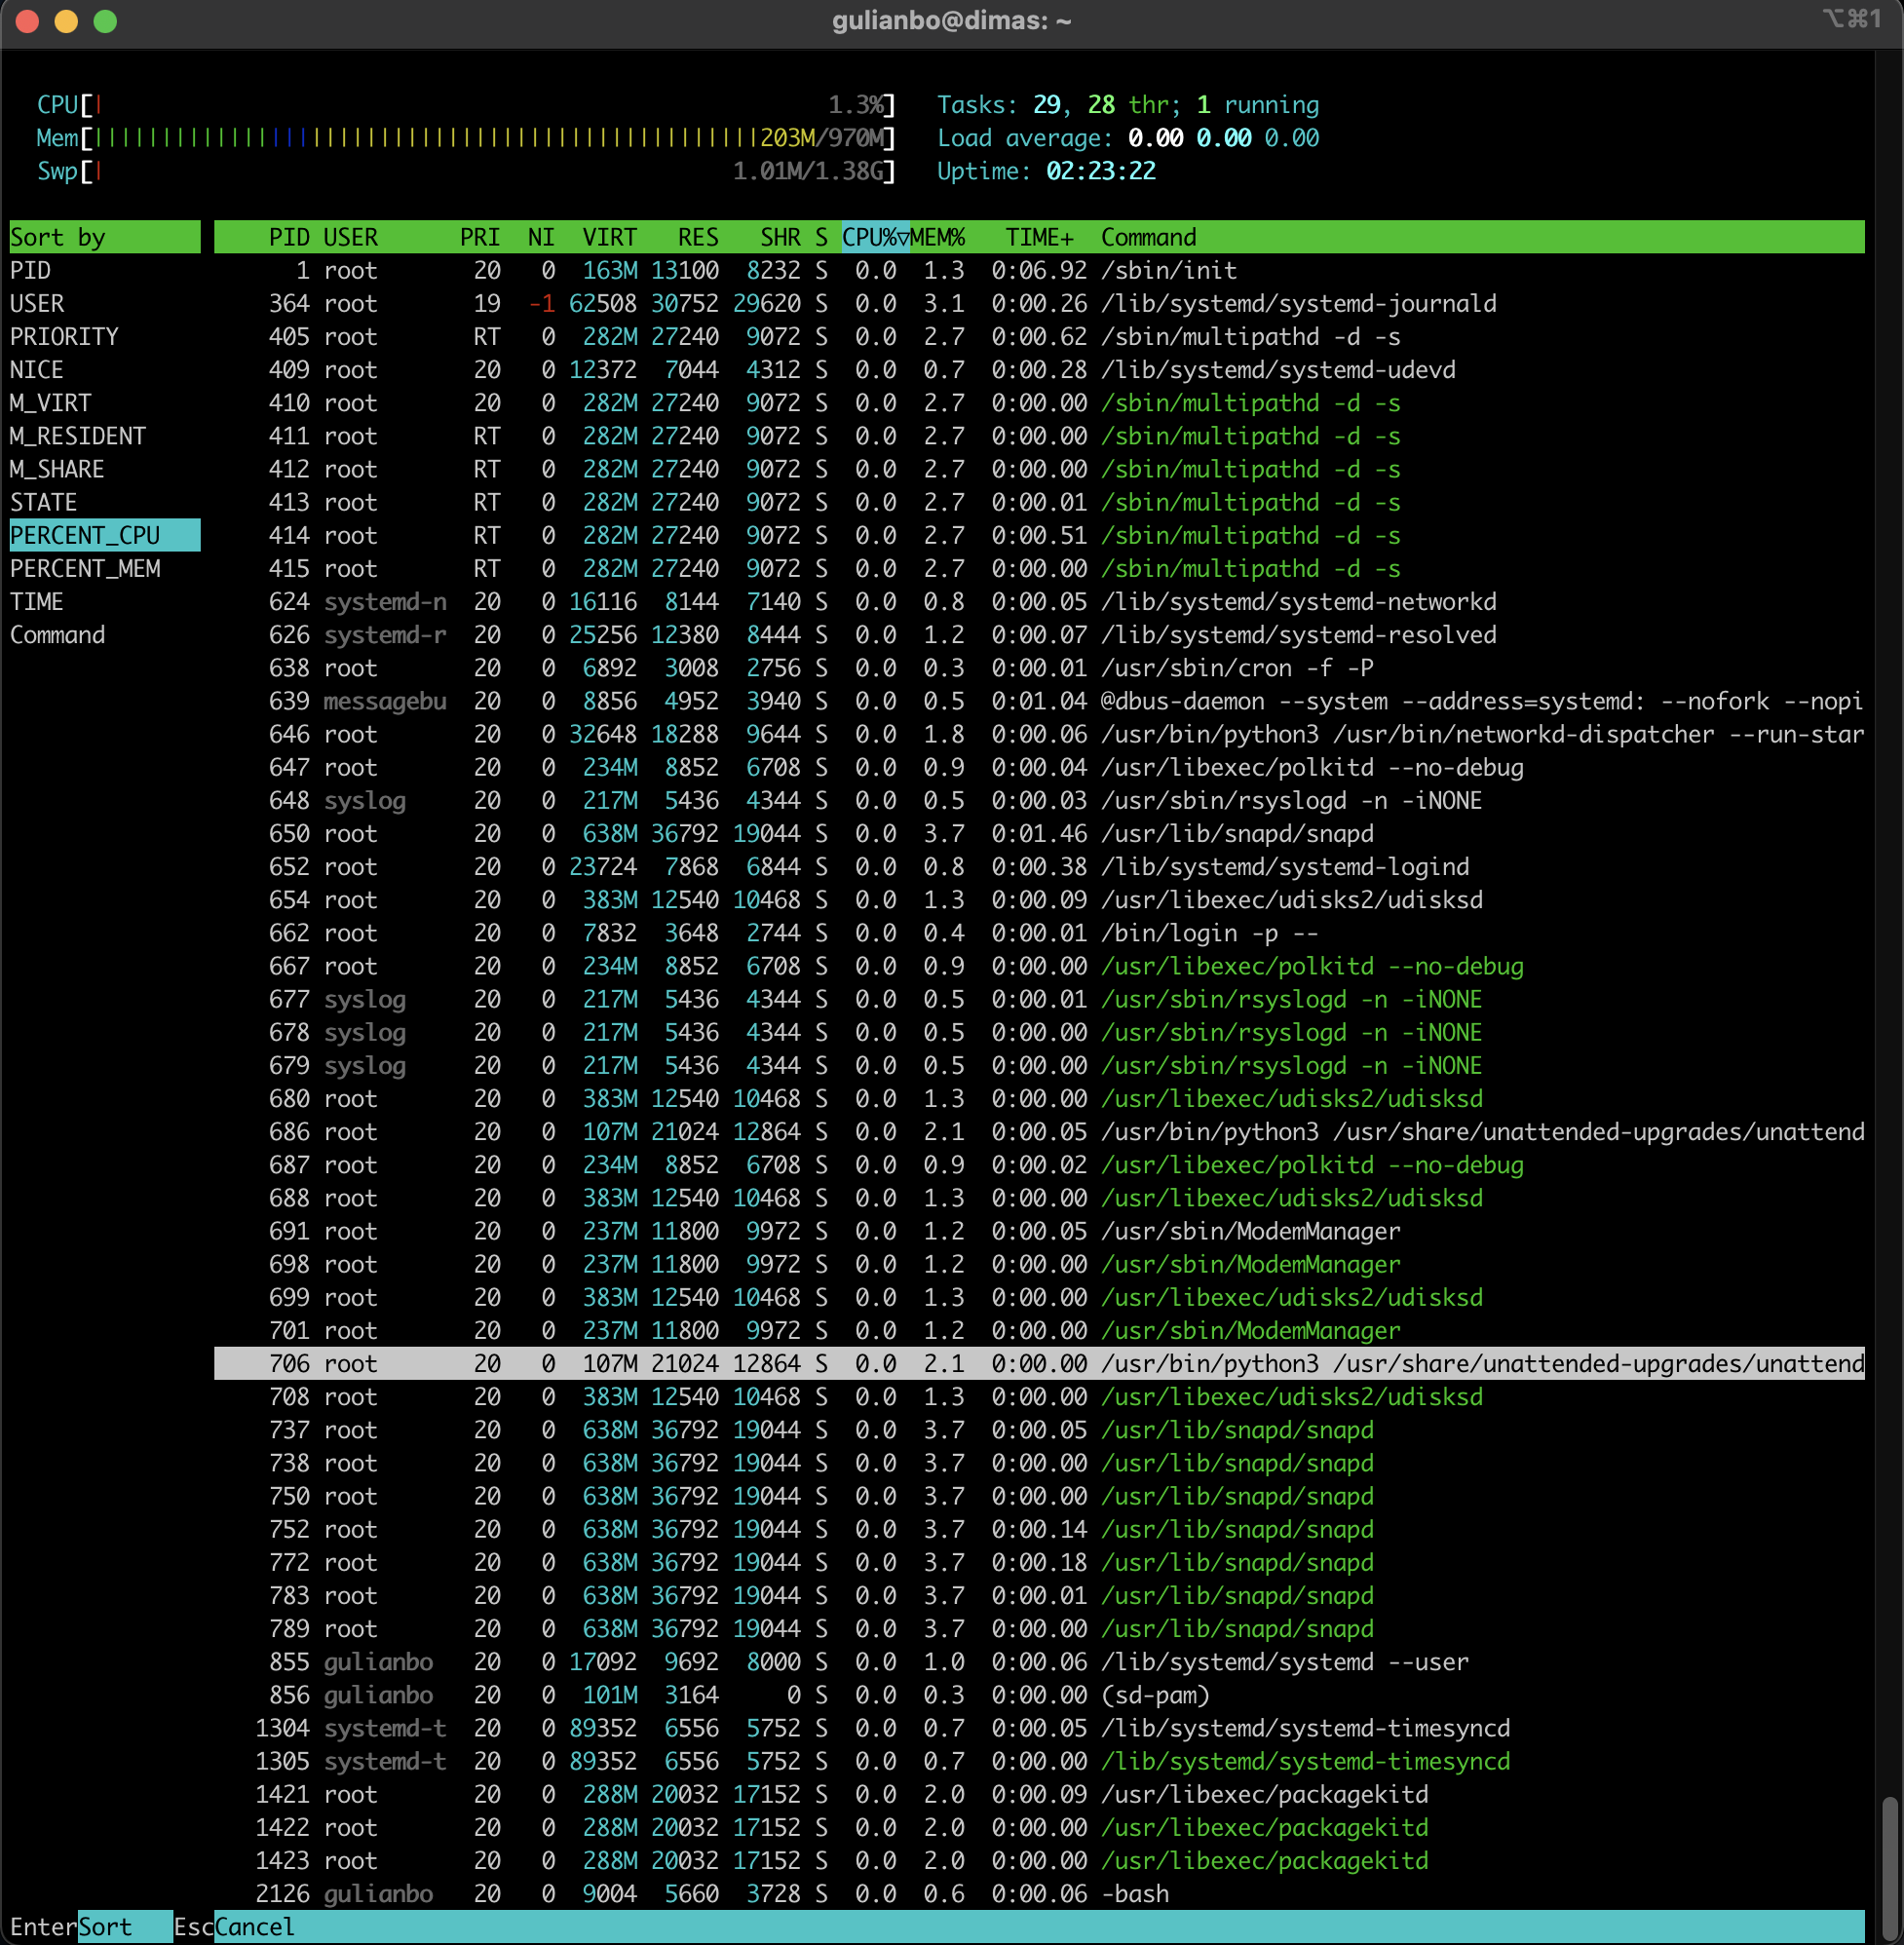 gulianbo@dimas: ~ ⌥⌘1
CPU[| 1.3%] Tasks: 29, 28 thr; 1 running
Mem[||||||||||||||||||||||||||||||||||||||||||||||||203M/970M] Load average: 0.00 0.00 0.00
Swp[| 1.01M/1.38G] Uptime: 02:23:22
Sort by PID USER PRI NI VIRT RES SHR S CPU%▽MEM% TIME+ Command
PID 1 root 20 0 163M 13100 8232 S 0.0 1.3 0:06.92 /sbin/init
USER 364 root 19 -1 62508 30752 29620 S 0.0 3.1 0:00.26 /lib/systemd/systemd-journald
PRIORITY 405 root RT 0 282M 27240 9072 S 0.0 2.7 0:00.62 /sbin/multipathd -d -s
NICE 409 root 20 0 12372 7044 4312 S 0.0 0.7 0:00.28 /lib/systemd/systemd-udevd
M_VIRT 410 root 20 0 282M 27240 9072 S 0.0 2.7 0:00.00 /sbin/multipathd -d -s
M_RESIDENT 411 root RT 0 282M 27240 9072 S 0.0 2.7 0:00.00 /sbin/multipathd -d -s
M_SHARE 412 root RT 0 282M 27240 9072 S 0.0 2.7 0:00.00 /sbin/multipathd -d -s
STATE 413 root RT 0 282M 27240 9072 S 0.0 2.7 0:00.01 /sbin/multipathd -d -s
PERCENT_CPU 414 root RT 0 282M 27240 9072 S 0.0 2.7 0:00.51 /sbin/multipathd -d -s
PERCENT_MEM 415 root RT 0 282M 27240 9072 S 0.0 2.7 0:00.00 /sbin/multipathd -d -s
TIME 624 systemd-n 20 0 16116 8144 7140 S 0.0 0.8 0:00.05 /lib/systemd/systemd-networkd
Command 626 systemd-r 20 0 25256 12380 8444 S 0.0 1.2 0:00.07 /lib/systemd/systemd-resolved
638 root 20 0 6892 3008 2756 S 0.0 0.3 0:00.01 /usr/sbin/cron -f -P
639 messagebu 20 0 8856 4952 3940 S 0.0 0.5 0:01.04 @dbus-daemon --system --address=systemd: --nofork --nopi
646 root 20 0 32648 18288 9644 S 0.0 1.8 0:00.06 /usr/bin/python3 /usr/bin/networkd-dispatcher --run-star
647 root 20 0 234M 8852 6708 S 0.0 0.9 0:00.04 /usr/libexec/polkitd --no-debug
648 syslog 20 0 217M 5436 4344 S 0.0 0.5 0:00.03 /usr/sbin/rsyslogd -n -iNONE
650 root 20 0 638M 36792 19044 S 0.0 3.7 0:01.46 /usr/lib/snapd/snapd
652 root 20 0 23724 7868 6844 S 0.0 0.8 0:00.38 /lib/systemd/systemd-logind
654 root 20 0 383M 12540 10468 S 0.0 1.3 0:00.09 /usr/libexec/udisks2/udisksd
662 root 20 0 7832 3648 2744 S 0.0 0.4 0:00.01 /bin/login -p --
667 root 20 0 234M 8852 6708 S 0.0 0.9 0:00.00 /usr/libexec/polkitd --no-debug
677 syslog 20 0 217M 5436 4344 S 0.0 0.5 0:00.01 /usr/sbin/rsyslogd -n -iNONE
678 syslog 20 0 217M 5436 4344 S 0.0 0.5 0:00.00 /usr/sbin/rsyslogd -n -iNONE
679 syslog 20 0 217M 5436 4344 S 0.0 0.5 0:00.00 /usr/sbin/rsyslogd -n -iNONE
680 root 20 0 383M 12540 10468 S 0.0 1.3 0:00.00 /usr/libexec/udisks2/udisksd
686 root 20 0 107M 21024 12864 S 0.0 2.1 0:00.05 /usr/bin/python3 /usr/share/unattended-upgrades/unattend
687 root 20 0 234M 8852 6708 S 0.0 0.9 0:00.02 /usr/libexec/polkitd --no-debug
688 root 20 0 383M 12540 10468 S 0.0 1.3 0:00.00 /usr/libexec/udisks2/udisksd
691 root 20 0 237M 11800 9972 S 0.0 1.2 0:00.05 /usr/sbin/ModemManager
698 root 20 0 237M 11800 9972 S 0.0 1.2 0:00.00 /usr/sbin/ModemManager
699 root 20 0 383M 12540 10468 S 0.0 1.3 0:00.00 /usr/libexec/udisks2/udisksd
701 root 20 0 237M 11800 9972 S 0.0 1.2 0:00.00 /usr/sbin/ModemManager
706 root 20 0 107M 21024 12864 S 0.0 2.1 0:00.00 /usr/bin/python3 /usr/share/unattended-upgrades/unattend
708 root 20 0 383M 12540 10468 S 0.0 1.3 0:00.00 /usr/libexec/udisks2/udisksd
737 root 20 0 638M 36792 19044 S 0.0 3.7 0:00.05 /usr/lib/snapd/snapd
738 root 20 0 638M 36792 19044 S 0.0 3.7 0:00.00 /usr/lib/snapd/snapd
750 root 20 0 638M 36792 19044 S 0.0 3.7 0:00.00 /usr/lib/snapd/snapd
752 root 20 0 638M 36792 19044 S 0.0 3.7 0:00.14 /usr/lib/snapd/snapd
772 root 20 0 638M 36792 19044 S 0.0 3.7 0:00.18 /usr/lib/snapd/snapd
783 root 20 0 638M 36792 19044 S 0.0 3.7 0:00.01 /usr/lib/snapd/snapd
789 root 20 0 638M 36792 19044 S 0.0 3.7 0:00.00 /usr/lib/snapd/snapd
855 gulianbo 20 0 17092 9692 8000 S 0.0 1.0 0:00.06 /lib/systemd/systemd --user
856 gulianbo 20 0 101M 3164 0 S 0.0 0.3 0:00.00 (sd-pam)
1304 systemd-t 20 0 89352 6556 5752 S 0.0 0.7 0:00.05 /lib/systemd/systemd-timesyncd
1305 systemd-t 20 0 89352 6556 5752 S 0.0 0.7 0:00.00 /lib/systemd/systemd-timesyncd
1421 root 20 0 288M 20032 17152 S 0.0 2.0 0:00.09 /usr/libexec/packagekitd
1422 root 20 0 288M 20032 17152 S 0.0 2.0 0:00.00 /usr/libexec/packagekitd
1423 root 20 0 288M 20032 17152 S 0.0 2.0 0:00.00 /usr/libexec/packagekitd
2126 gulianbo 20 0 9004 5660 3728 S 0.0 0.6 0:00.06 -bash
EnterSort EscCancel